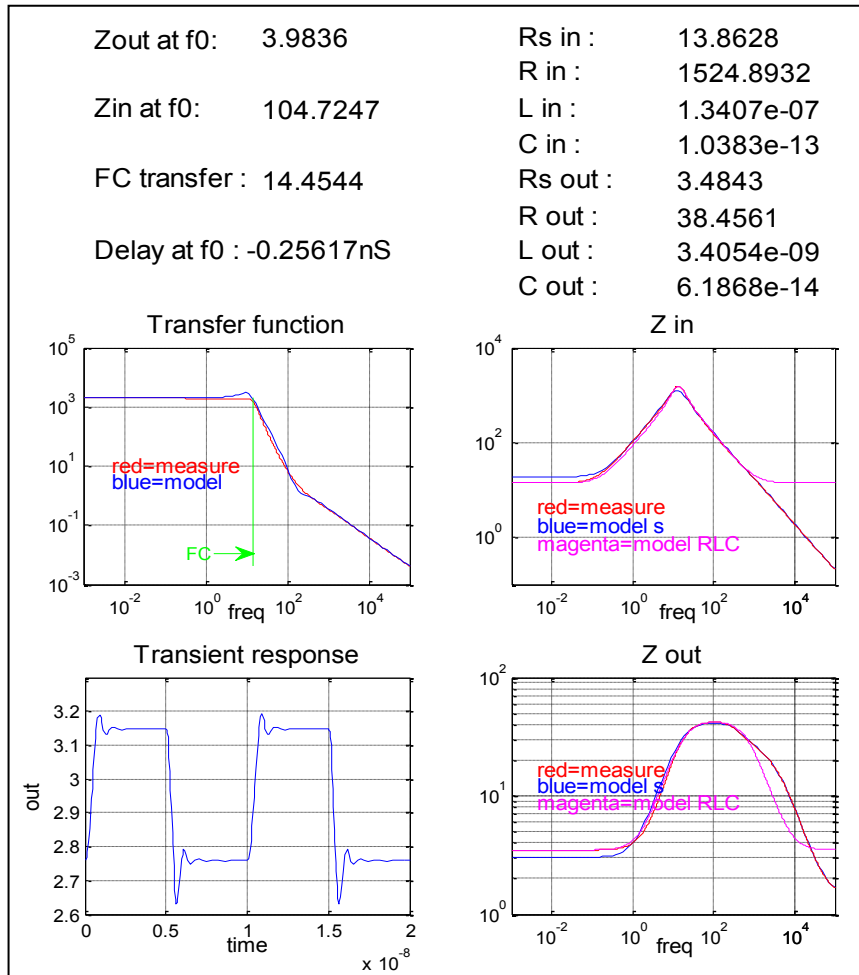 Zout at f0: 3.9836
Zin at f0: 104.7247
FC transfer : 14.4544
Delay at f0 : -0.25617nS
Rs in : 13.8628
R in : 1524.8932
L in : 1.3407e-07
C in : 1.0383e-13
Rs out : 3.4843
R out : 38.4561
L out : 3.4054e-09
C out : 6.1868e-14
Transfer function
10^5
10^3
10^1
10^-1
10^-3
red=measure
blue=model
FC
10^-2 10^0 10^2 10^4
freq
Z in
10^4
10^2
10^0
red=measure
blue=model s
magenta=model RLC
10^-2 10^0 10^2 10^4
freq
Transient response
3.2
3.1
3
2.9
2.8
2.7
2.6
out
0 0.5 1 1.5 2
time
x 10^-8
Z out
10^2
10^1
10^0
red=measure
blue=model s
magenta=model RLC
10^-2 10^0 10^2 10^4
freq